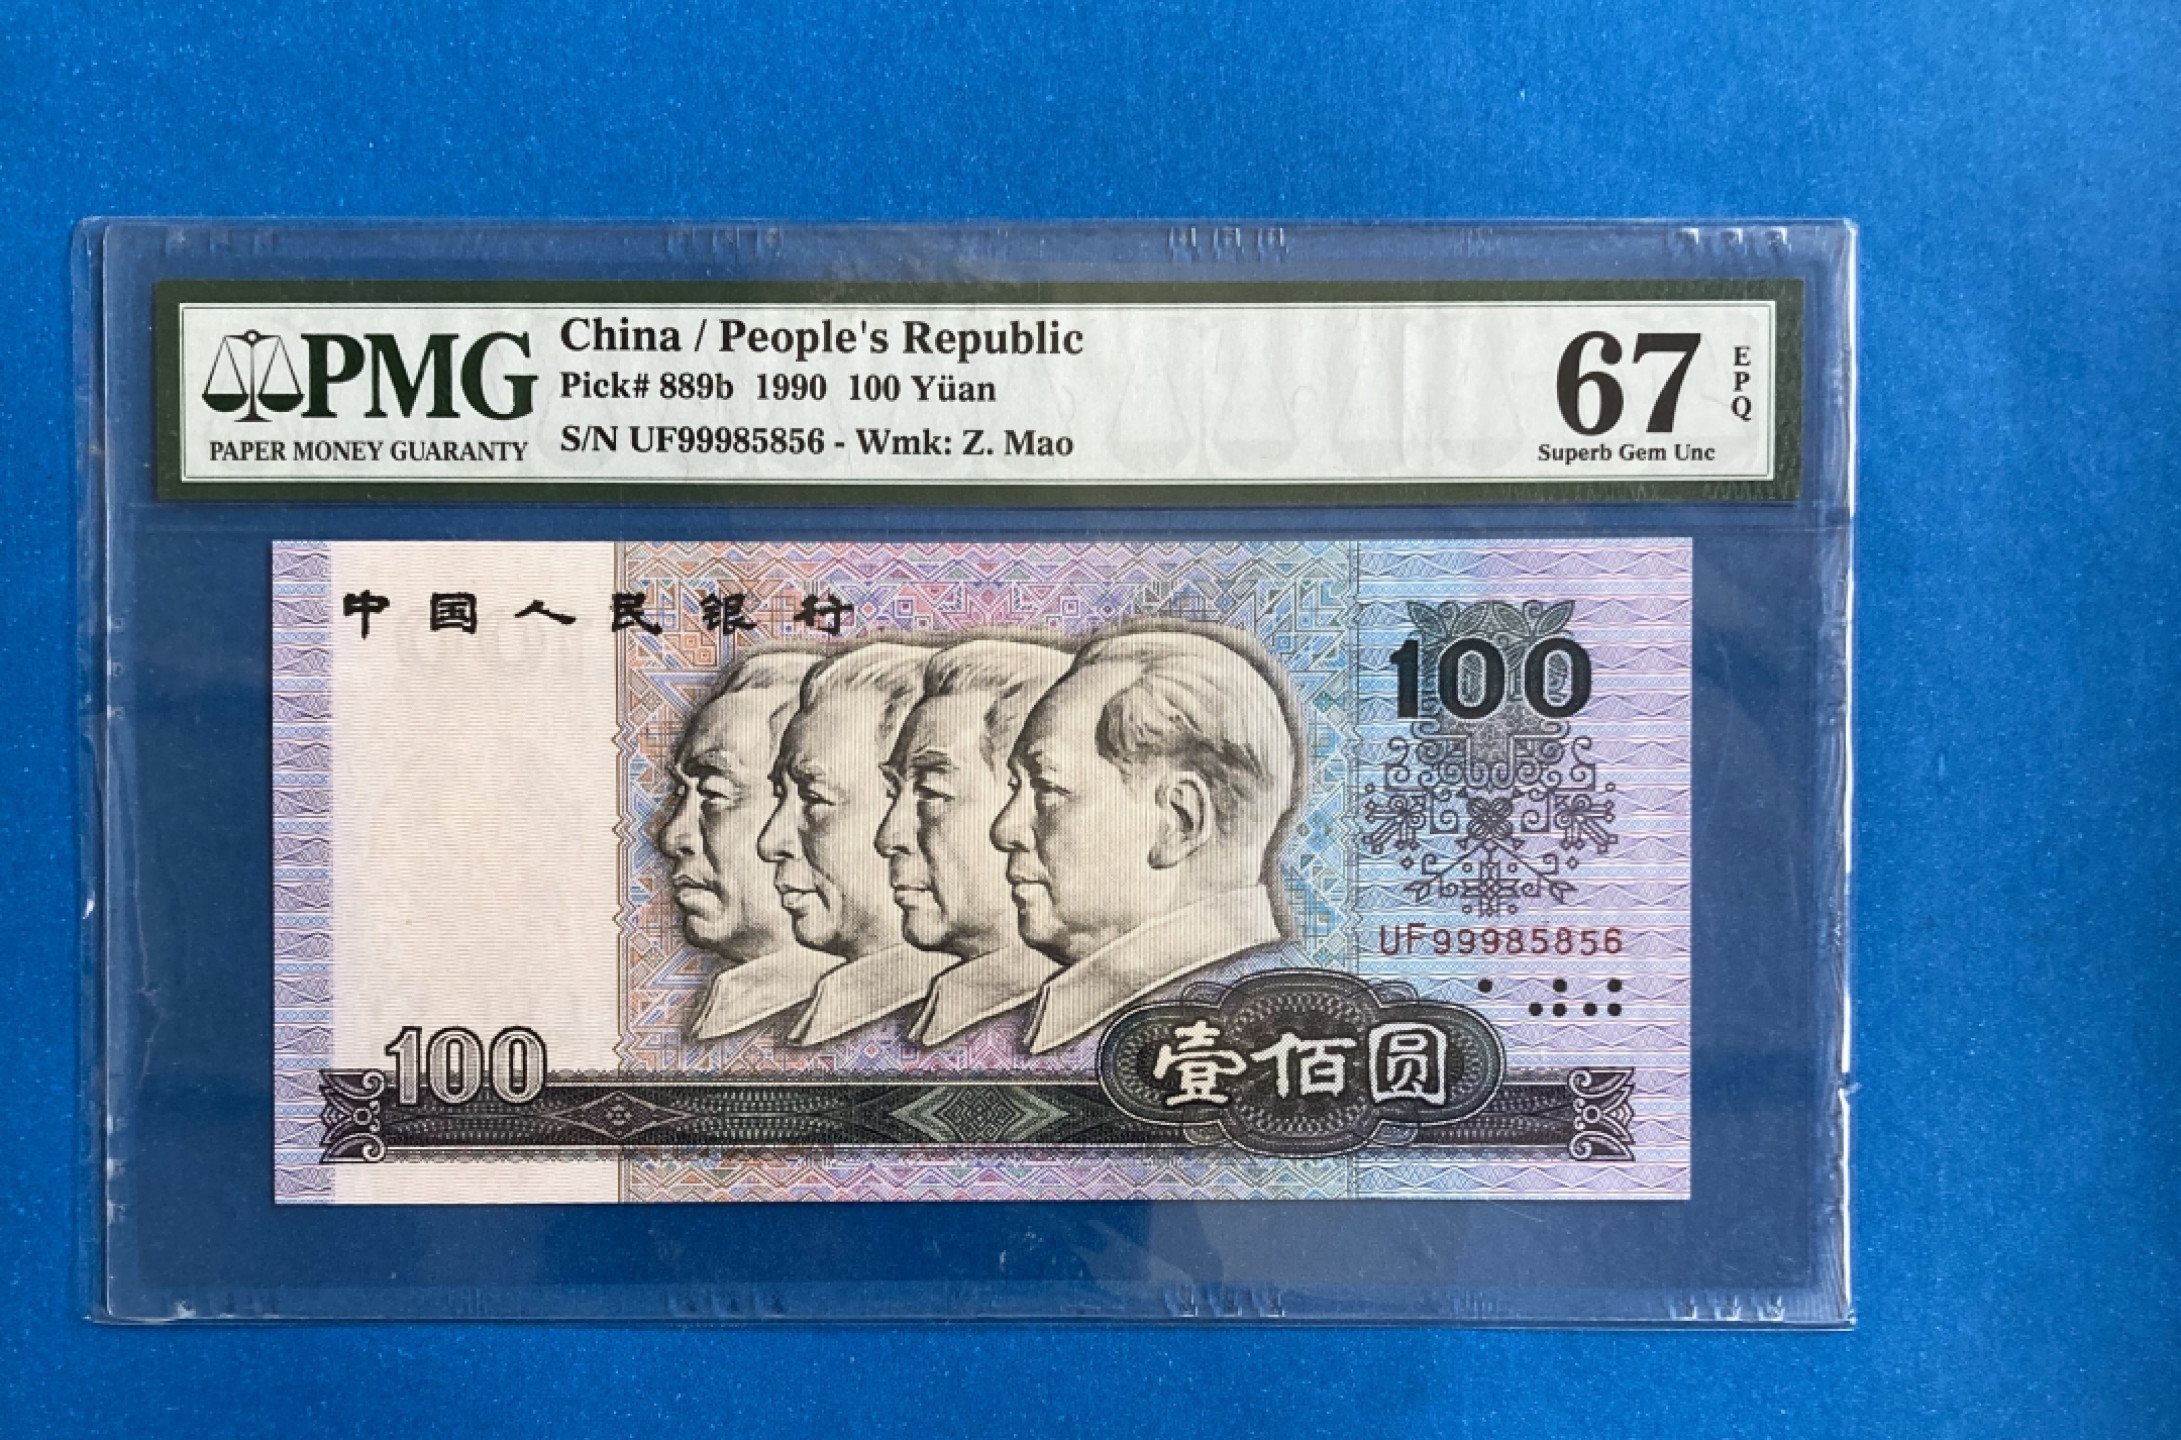 PMG
PAPER MONEY GUARANTY
China / People's Republic
Pick# 889b 1990 100 Yüan
S/N UF99985856 - Wmk: Z. Mao
67
EPQ
Superb Gem Unc
中国人民银行
100
UF99985856
100
壹佰圆